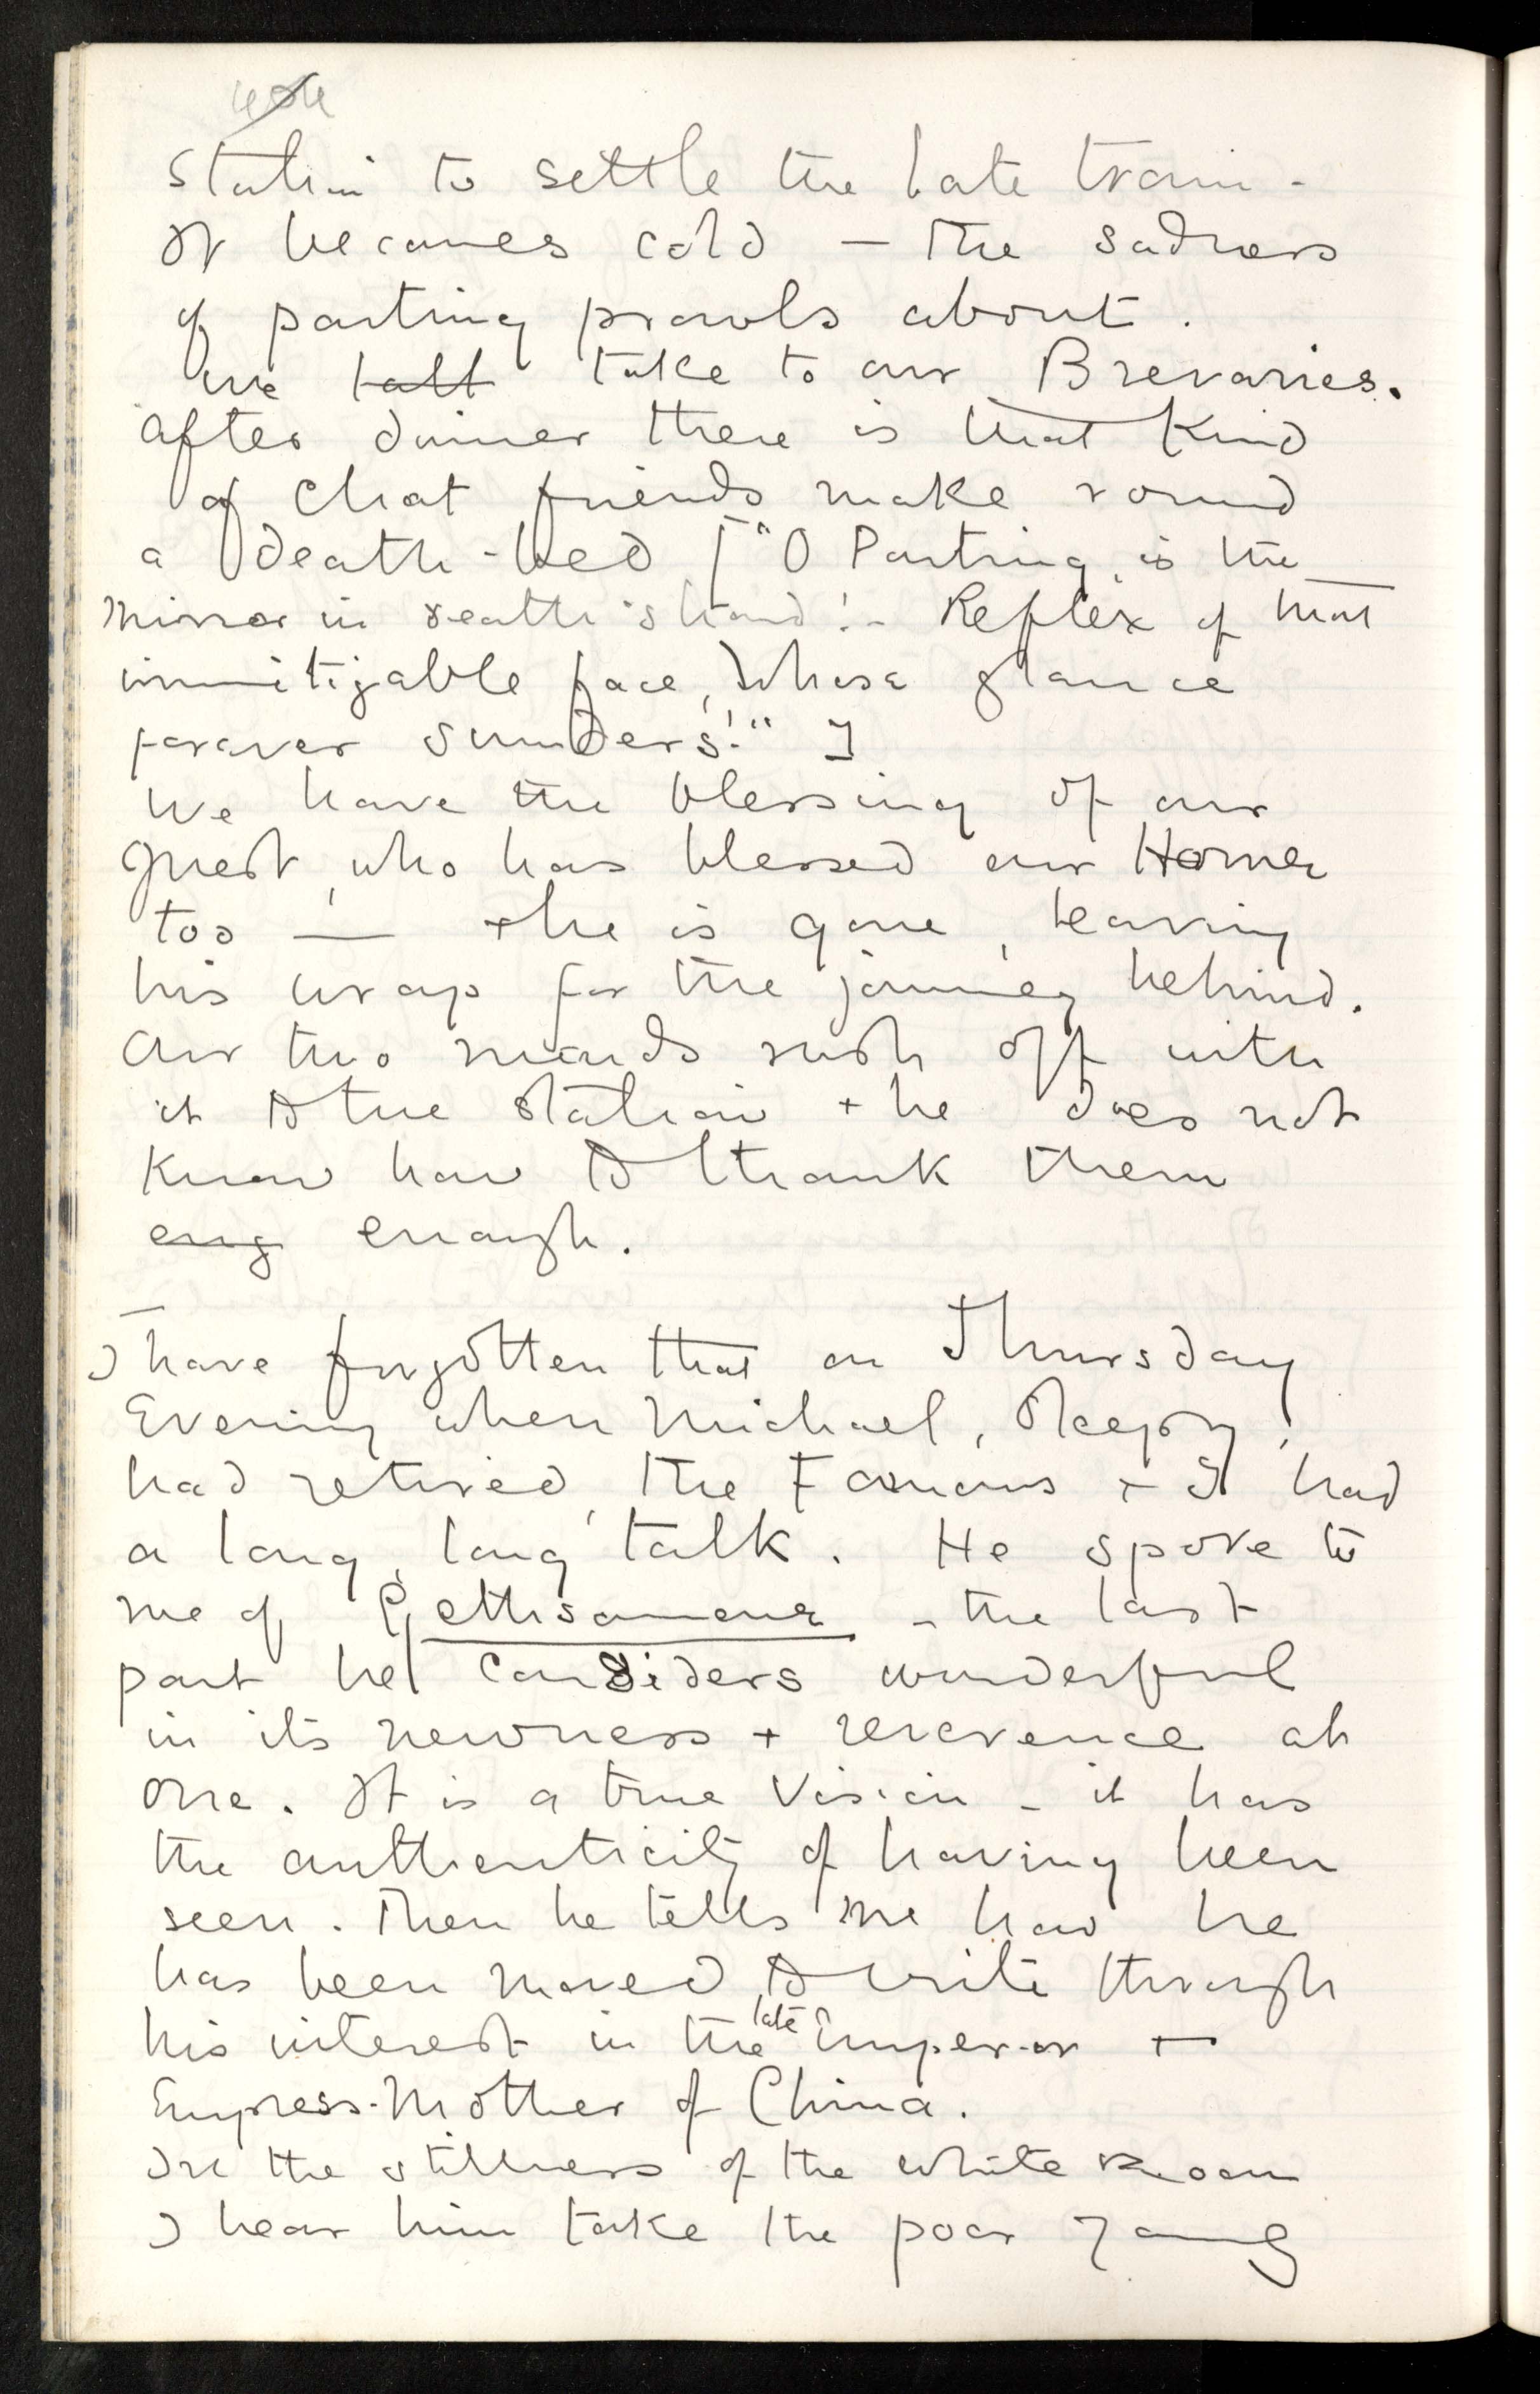 station to settle the late train -
It becomes cold - the sadness
of parting prowls about.
We talk take to our Brevaries.
After dinner there is that kind
of chat friends make round
a death-bed ["O Parting, is the
mirror in death's hand! - Reflex of that
immitigable face, Whose glance
forever sunders!"]
We have the blessing of our
guest, who has blessed our Home
too — + he is gone, leaving
his wrap for the journey behind.
Our two maids rush off with
it to the station + he does not
know how to thank them
eng enough.
I have forgotten that on Thursday
Evening when Michael, sleepy,
had retired, the Famous + I had
a long, long talk. He spoke to
me of Gethsamene - the last
part he considers wonderful
in its newness + reverence at
one. It is a true Vision - it has
the authenticity of having been
seen. Then he tells me how he
has been moved to write through
his interest in the late Emperor +
Empress-Mother of China.
In the stillness of the white room
I hear him take the poor young